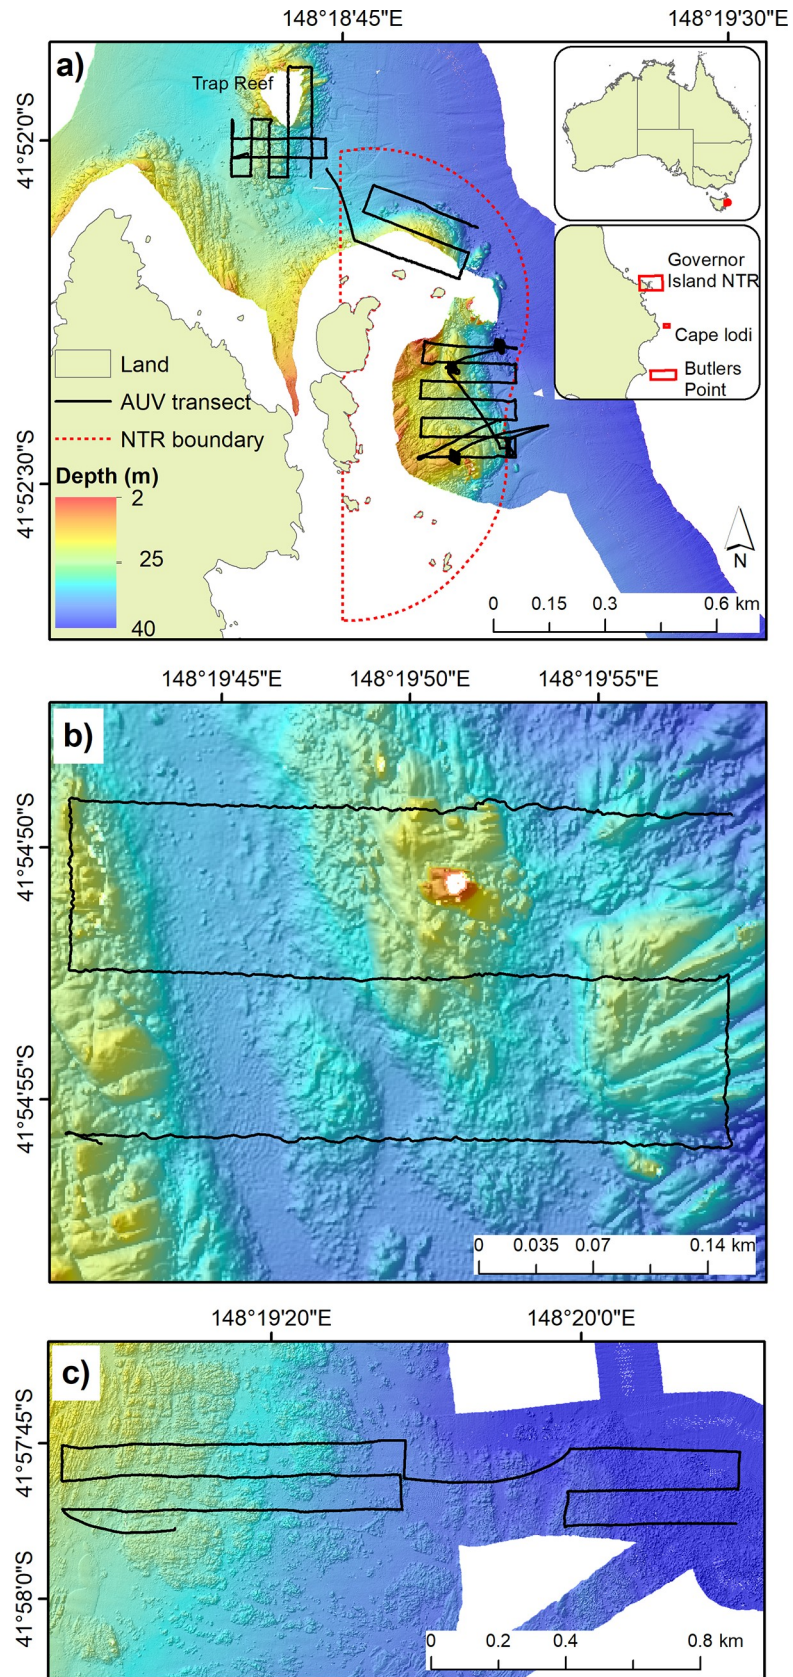 148°18'45"E 148°19'30"E
a)
Trap Reef
41°52'0"S
Governor
Island NTR
Cape lodi
Butlers
Point
Land
AUV transect
NTR boundary
Depth (m)
2
25
40
41°52'30"S
N
0 0.15 0.3 0.6 km
148°19'45"E 148°19'50"E 148°19'55"E
b)
41°54'50"S
41°54'55"S
0 0.035 0.07 0.14 km
148°19'20"E 148°20'0"E
c)
41°57'45"S
41°58'0"S
0 0.2 0.4 0.8 km